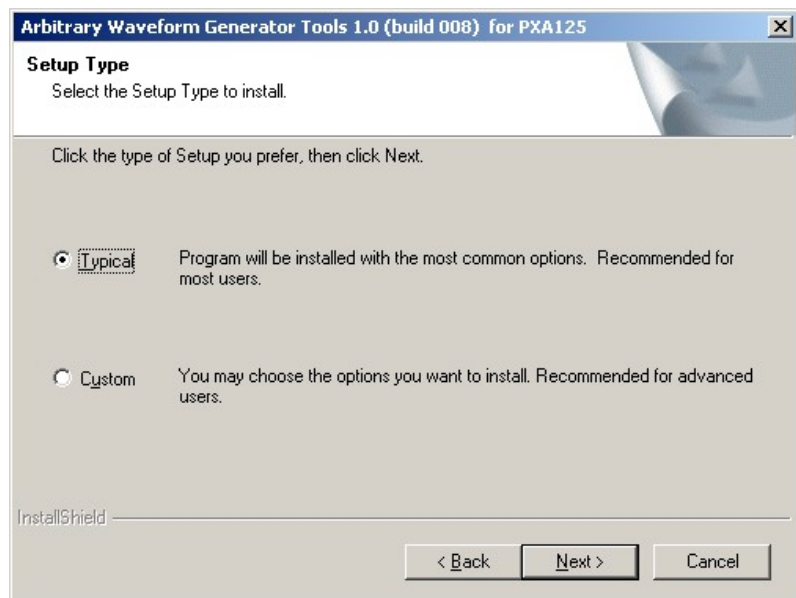 Arbitrary Waveform Generator Tools 1.0 (build 008) for PXA125
Setup Type
Select the Setup Type to install.
Click the type of Setup you prefer, then click Next.
Typical
Program will be installed with the most common options. Recommended for
most users.
Custom
You may choose the options you want to install. Recommended for advanced
users.
InstallShield
< Back
Next >
Cancel